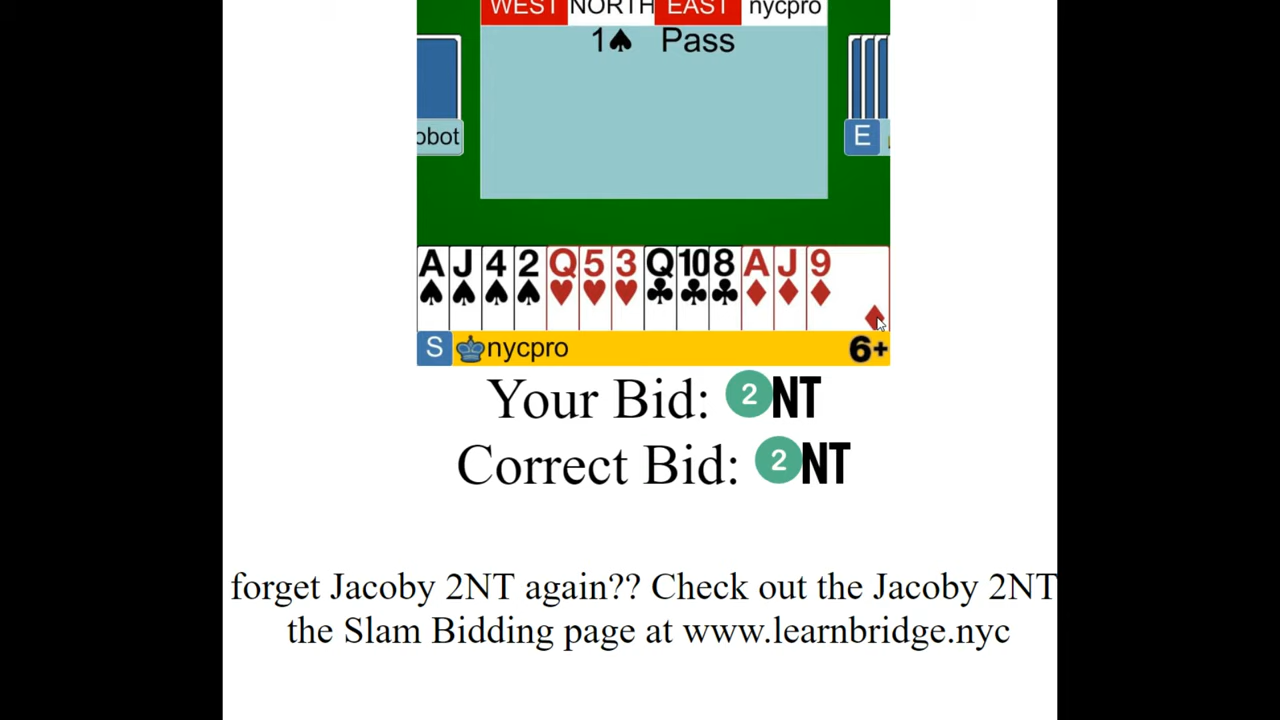 WEST NORTH EAST nycpro
1♠ Pass
obot
E
A J 4 2 Q 5 3 Q 10 8 A J 9
S nycpro 6+
Your Bid: 2NT
Correct Bid: 2NT
forget Jacoby 2NT again?? Check out the Jacoby 2NT
the Slam Bidding page at www.learnbridge.nyc